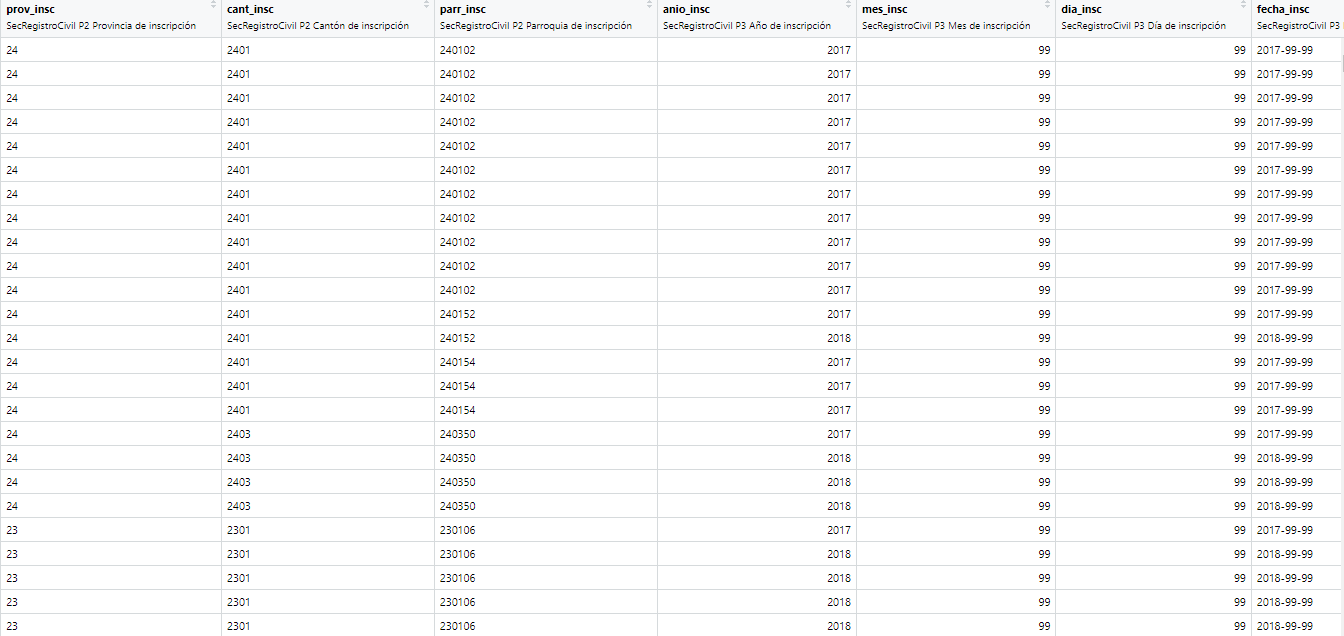 prov_insc cant_insc parr_insc anio_insc mes_insc dia_insc fecha_insc
SecRegistroCivil P2 Provincia de inscripción SecRegistroCivil P2 Cantón de inscripción SecRegistroCivil P2 Parroquia de inscripción SecRegistroCivil P3 Año de inscripción SecRegistroCivil P3 Mes de inscripción SecRegistroCivil P3 Día de inscripción SecRegistroCivil P3
24 2401 240102 2017 99 99 2017-99-99
24 2401 240102 2017 99 99 2017-99-99
24 2401 240102 2017 99 99 2017-99-99
24 2401 240102 2017 99 99 2017-99-99
24 2401 240102 2017 99 99 2017-99-99
24 2401 240102 2017 99 99 2017-99-99
24 2401 240102 2017 99 99 2017-99-99
24 2401 240102 2017 99 99 2017-99-99
24 2401 240102 2017 99 99 2017-99-99
24 2401 240102 2017 99 99 2017-99-99
24 2401 240102 2017 99 99 2017-99-99
24 2401 240152 2017 99 99 2017-99-99
24 2401 240152 2018 99 99 2018-99-99
24 2401 240154 2017 99 99 2017-99-99
24 2401 240154 2017 99 99 2017-99-99
24 2401 240154 2017 99 99 2017-99-99
24 2403 240350 2017 99 99 2017-99-99
24 2403 240350 2018 99 99 2018-99-99
24 2403 240350 2018 99 99 2018-99-99
24 2403 240350 2018 99 99 2018-99-99
23 2301 230106 2017 99 99 2017-99-99
23 2301 230106 2018 99 99 2018-99-99
23 2301 230106 2018 99 99 2018-99-99
23 2301 230106 2018 99 99 2018-99-99
23 2301 230106 2018 99 99 2018-99-99